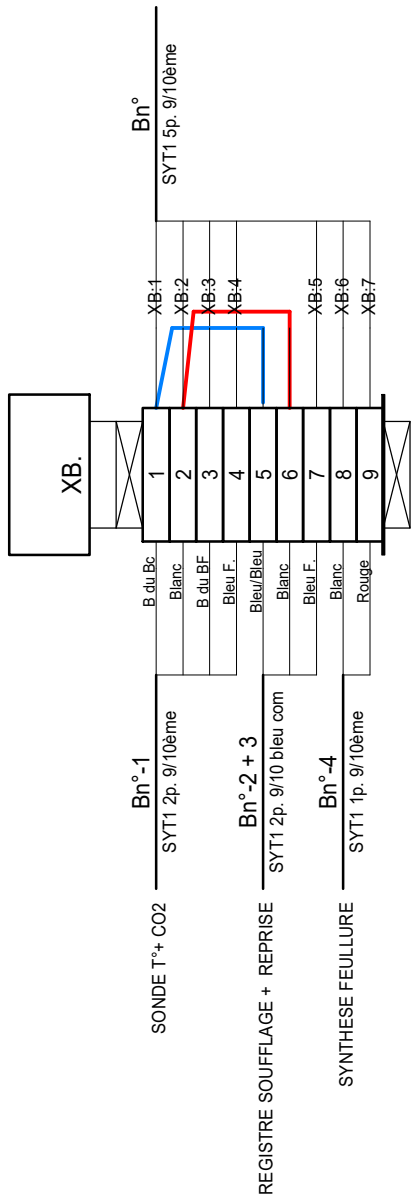 XB.
Bn°
SYT1 5p. 9/10ème
XB:1
XB:2
XB:3
XB:4
XB:5
XB:6
XB:7
1
2
3
4
5
6
7
8
9
B du Bc
Blanc
B du BF
Bleu F.
Bleu/Bleu
Blanc
Bleu F.
Blanc
Rouge
Bn°-1
SYT1 2p. 9/10ème
SONDE T°+ CO2
Bn°-2 + 3
SYT1 2p. 9/10 bleu com
REGISTRE SOUFFLAGE + REPRISE
Bn°-4
SYT1 1p. 9/10ème
SYNTHESE FEULLURE